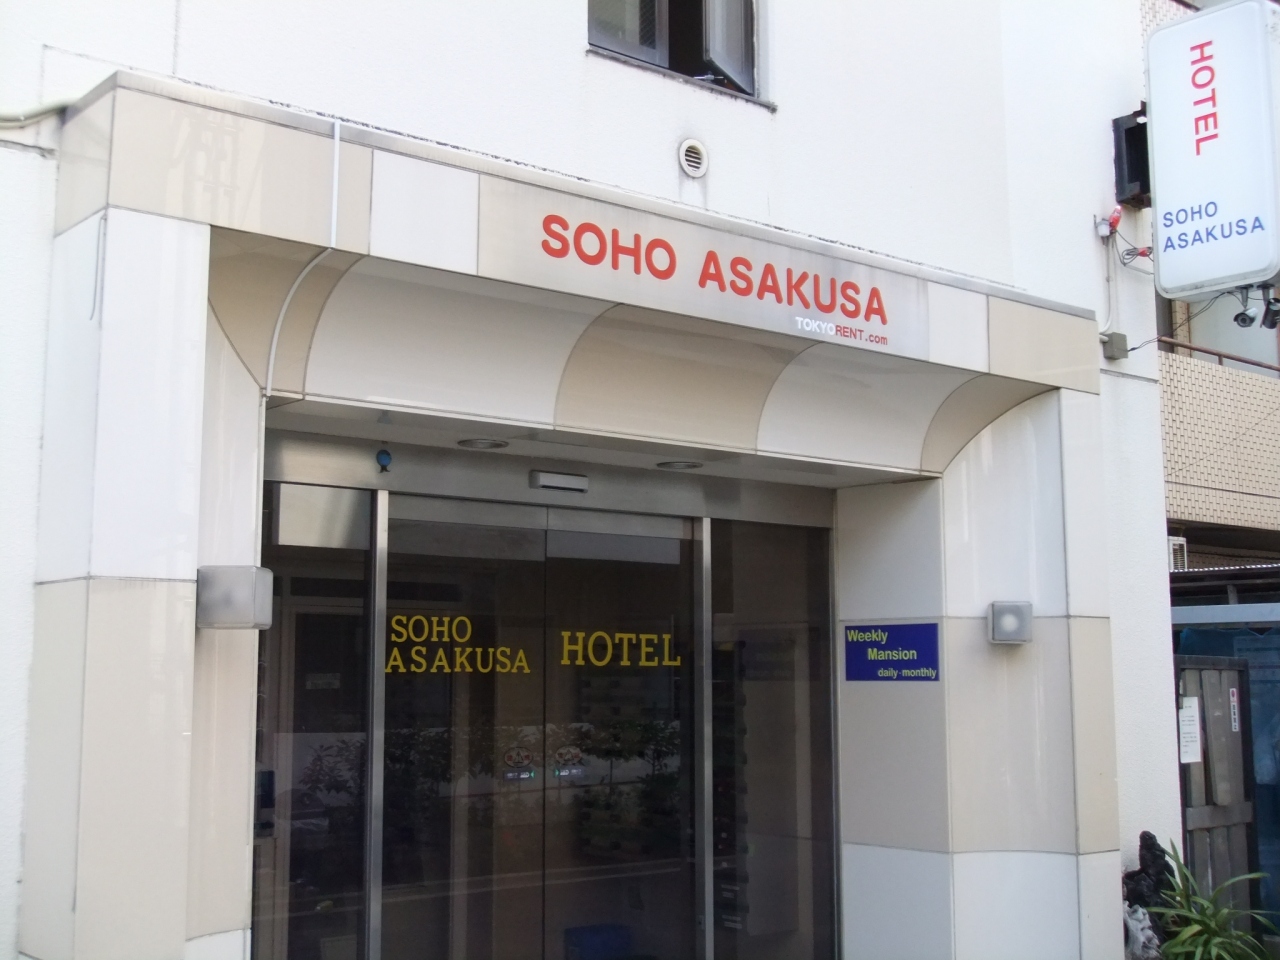 HOTEL
SOHO
ASAKUSA
SOHO ASAKUSA
TOKYORENT.com
SOHO
ASAKUSA
HOTEL
Weekly
Mansion
daily·monthly